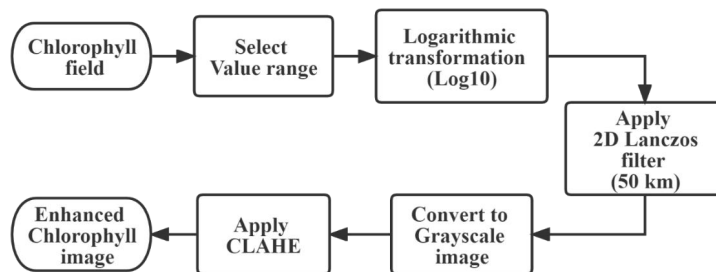 Chlorophyll
field
Select
Value range
Logarithmic
transformation
(Log10)
Apply
2D Lanczos
filter
(50 km)
Convert to
Grayscale
image
Apply
CLAHE
Enhanced
Chlorophyll
image